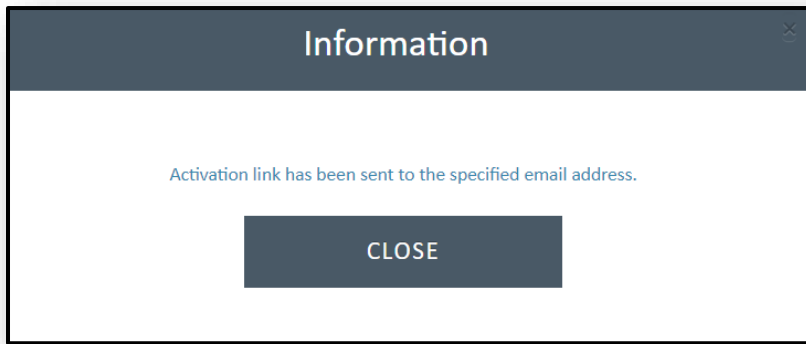 Information
Activation link has been sent to the specified email address.
CLOSE